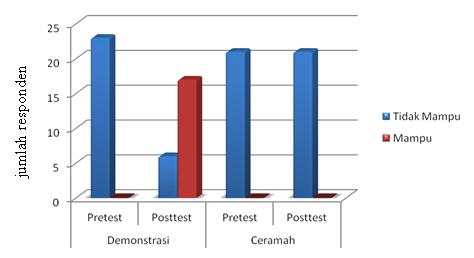 jumlah responden
25
20
15
10
5
0
Pretest Posttest Pretest Posttest
Demonstrasi Ceramah
Tidak Mampu
Mampu